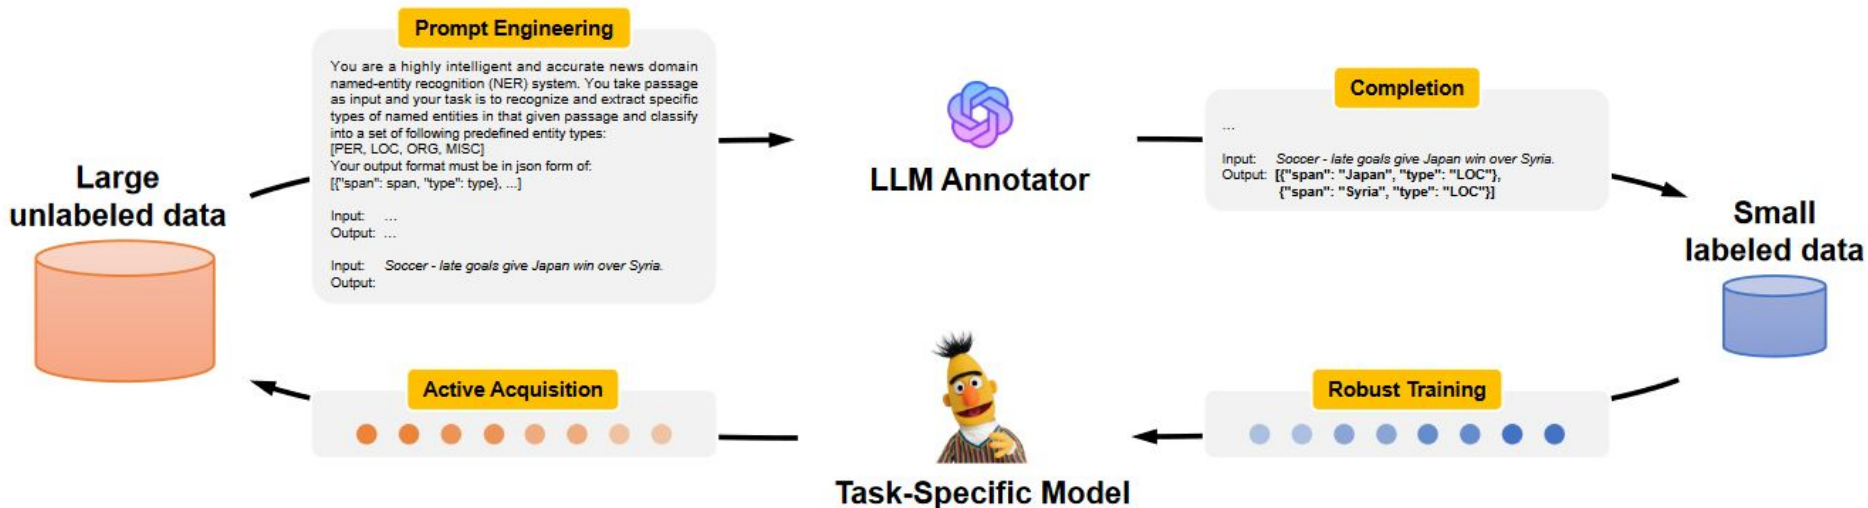 Prompt Engineering
You are a highly intelligent and accurate news domain
named-entity recognition (NER) system. You take passage
as input and your task is to recognize and extract specific
types of named entities in that given passage and classify
into a set of following predefined entity types:
[PER, LOC, ORG, MISC]
Your output format must be in json form of:
[{"span": span, "type": type}, ...]
Input: ...
Output: ...
Input: Soccer - late goals give Japan win over Syria.
Output:
LLM Annotator
Completion
...
Input: Soccer - late goals give Japan win over Syria.
Output: [{"span": "Japan", "type": "LOC"},
{"span": "Syria", "type": "LOC"}]
Large
unlabeled data
Small
labeled data
Active Acquisition
Robust Training
Task-Specific Model